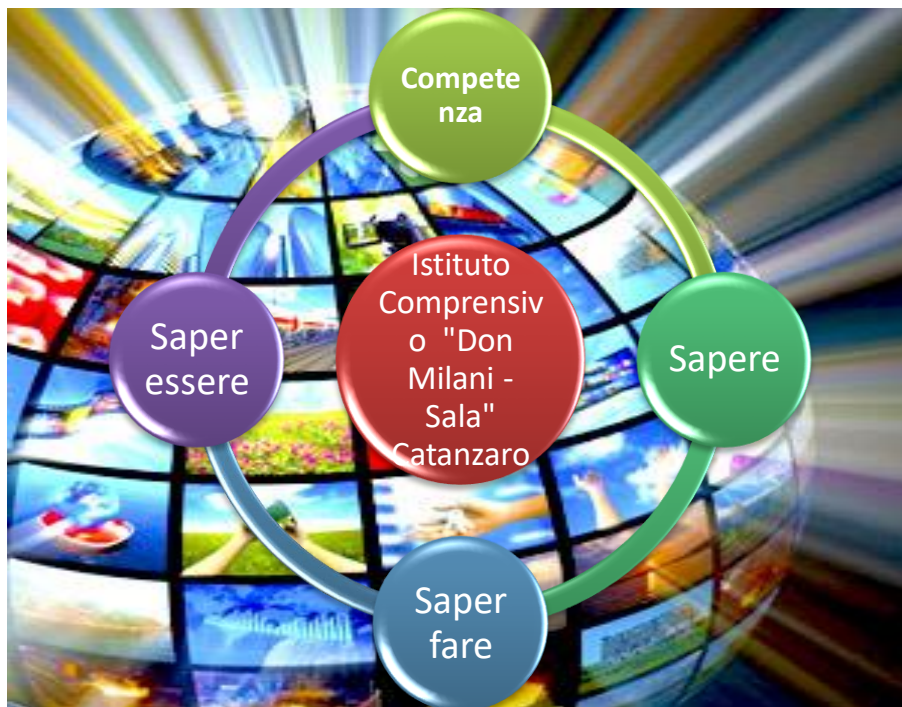 Compete
nza
Istituto
Comprensiv
o "Don
Milani -
Sala"
Catanzaro
Saper
essere
Sapere
Saper
fare